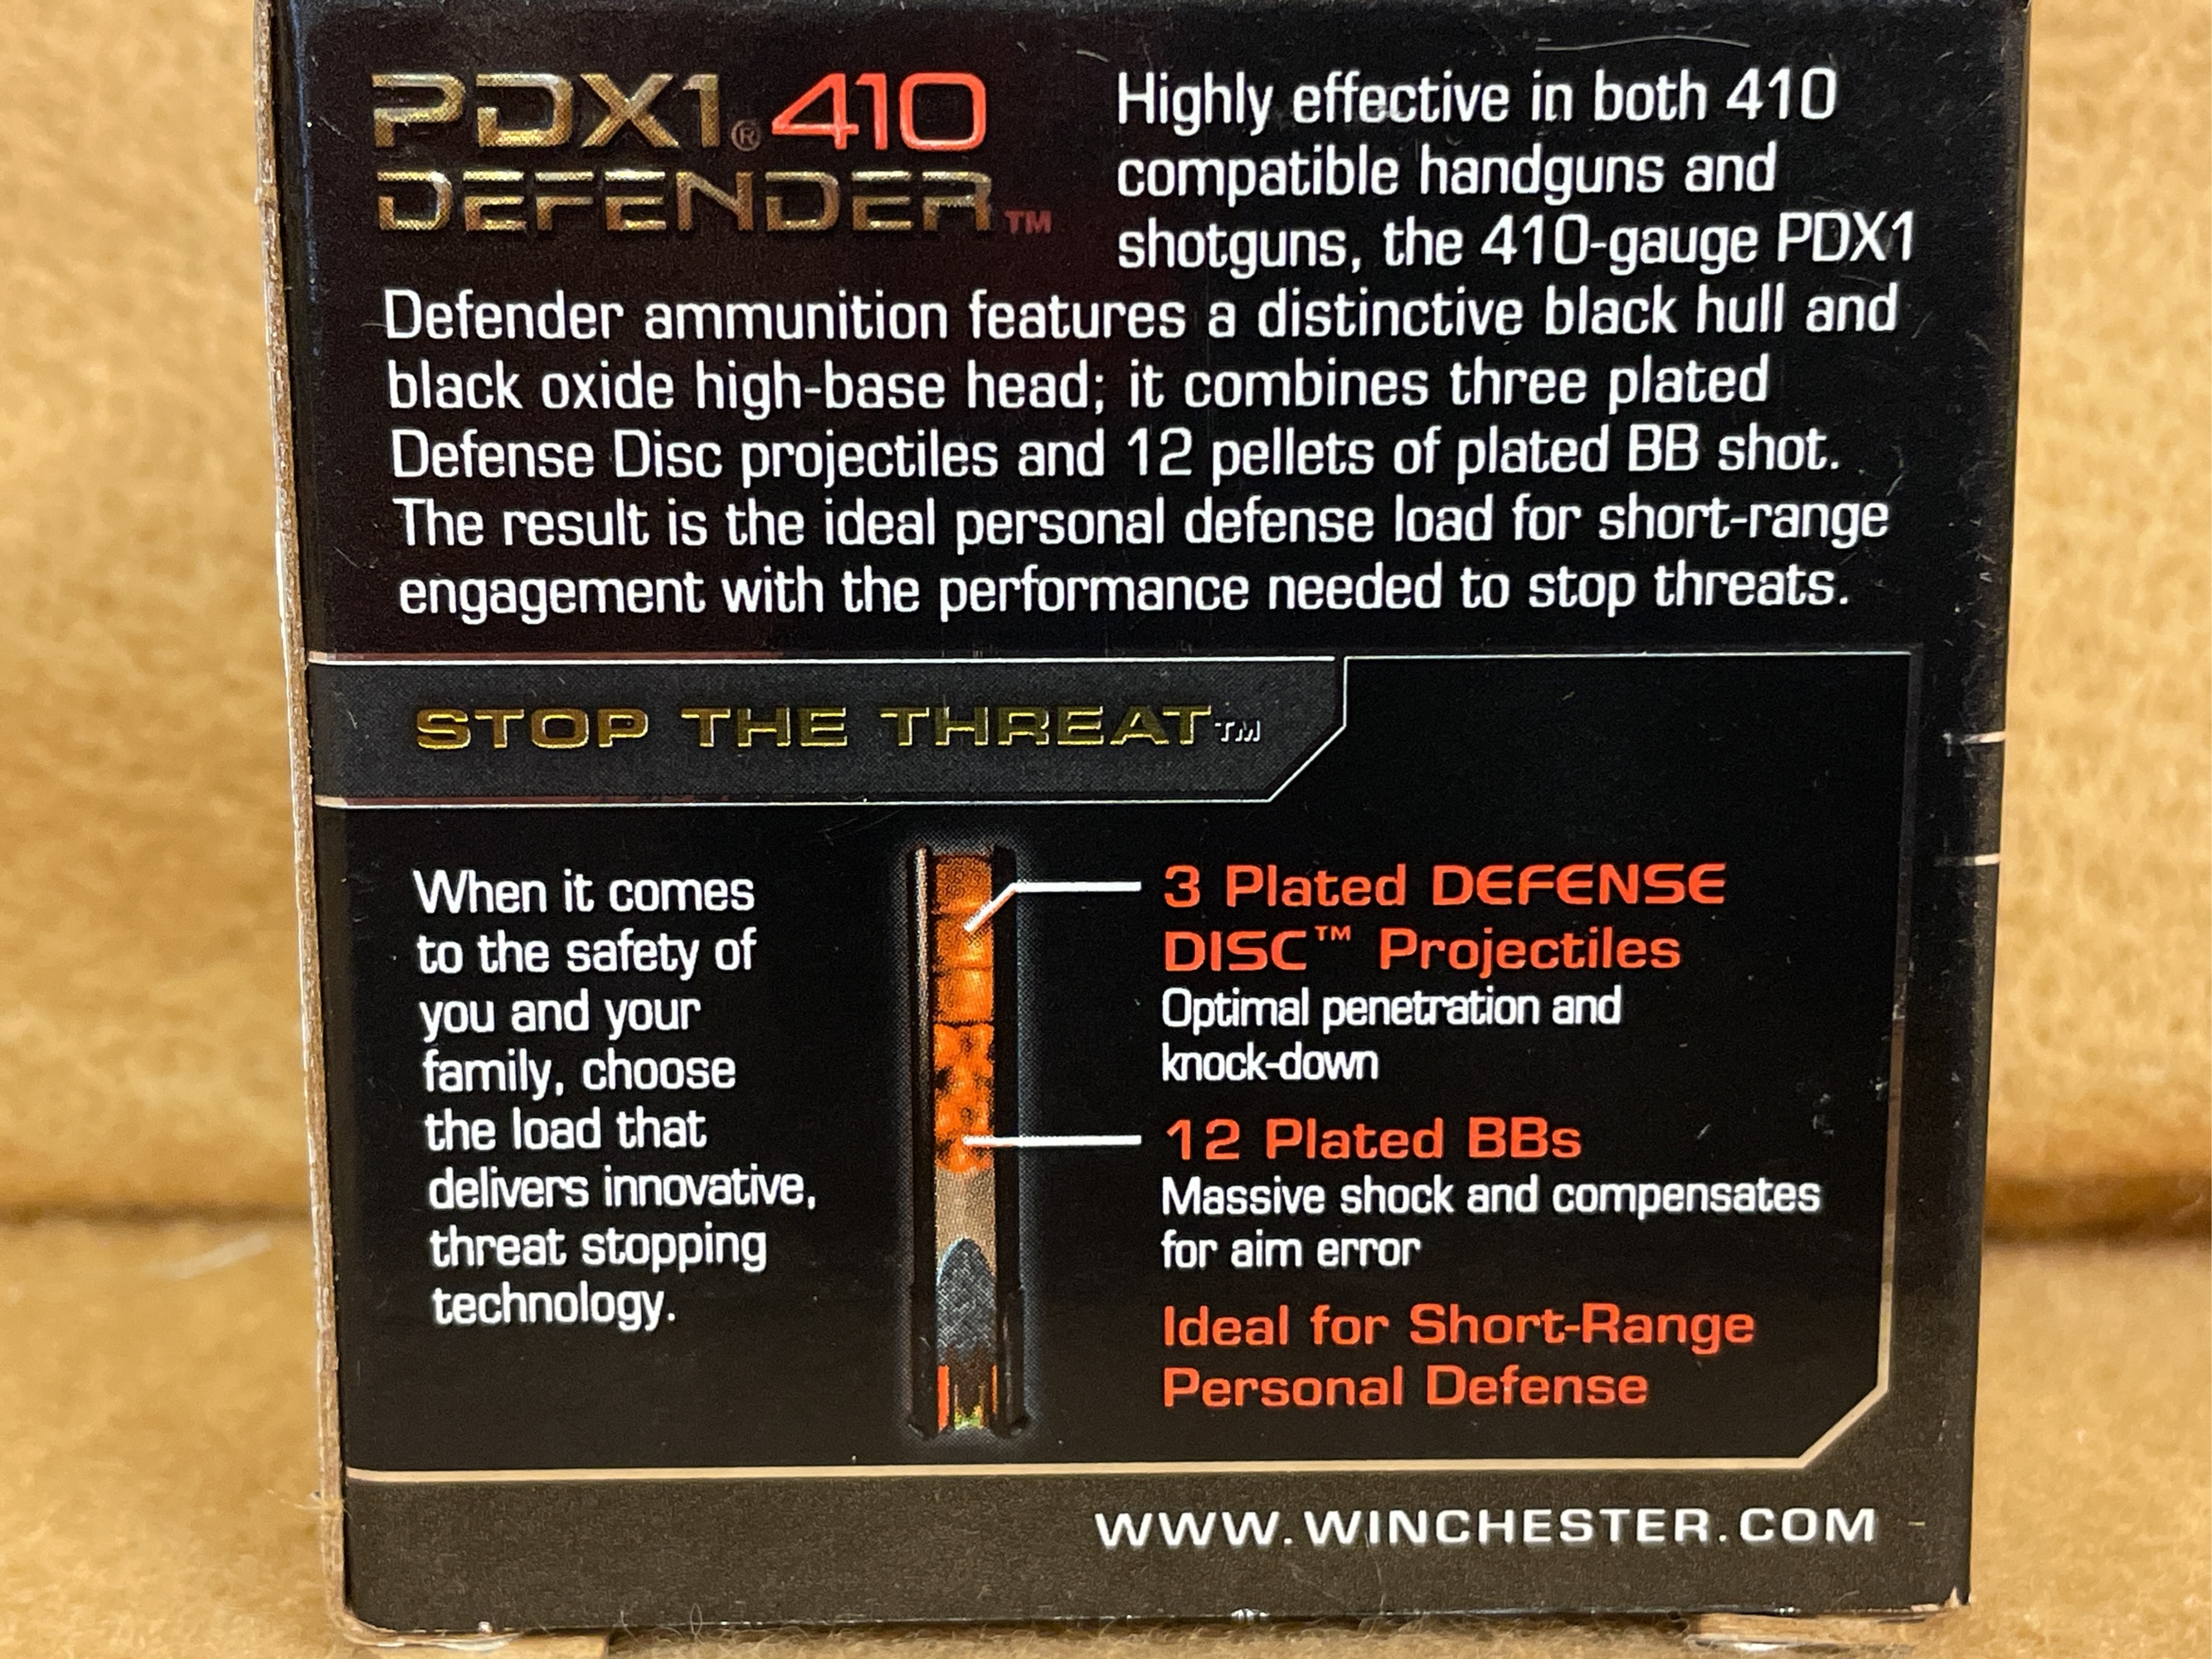 PDX1® 410
DEFENDER™
Highly effective in both 410
compatible handguns and
shotguns, the 410-gauge PDX1
Defender ammunition features a distinctive black hull and
black oxide high-base head; it combines three plated
Defense Disc projectiles and 12 pellets of plated BB shot.
The result is the ideal personal defense load for short-range
engagement with the performance needed to stop threats.
STOP THE THREAT™
When it comes
to the safety of
you and your
family, choose
the load that
delivers innovative,
threat stopping
technology.
3 Plated DEFENSE
DISC™ Projectiles
Optimal penetration and
knock-down
12 Plated BBs
Massive shock and compensates
for aim error
Ideal for Short-Range
Personal Defense
WWW.WINCHESTER.COM